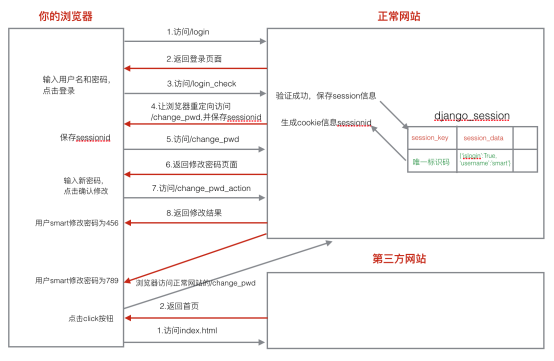 你的浏览器
正常网站
1.访问/login
2.返回登录页面
输入用户名和密码，
点击登录
3.访问/login_check
验证成功，保存session信息
4.让浏览器重定向访问
/change_pwd,并保存sessionid
生成cookie信息sessionid
django_session
session_key
session_data
唯一标识码
{'islogin':True,
'username':smart'}
保存sessionid
5.访问/change_pwd
6.返回修改密码页面
输入新密码，
点击确认修改
7.访问/change_pwd_action
8.返回修改结果
用户smart修改密码为456
第三方网站
用户smart修改密码为789
浏览器访问正常网站的/change_pwd
2.返回首页
点击click按钮
1.访问index.html